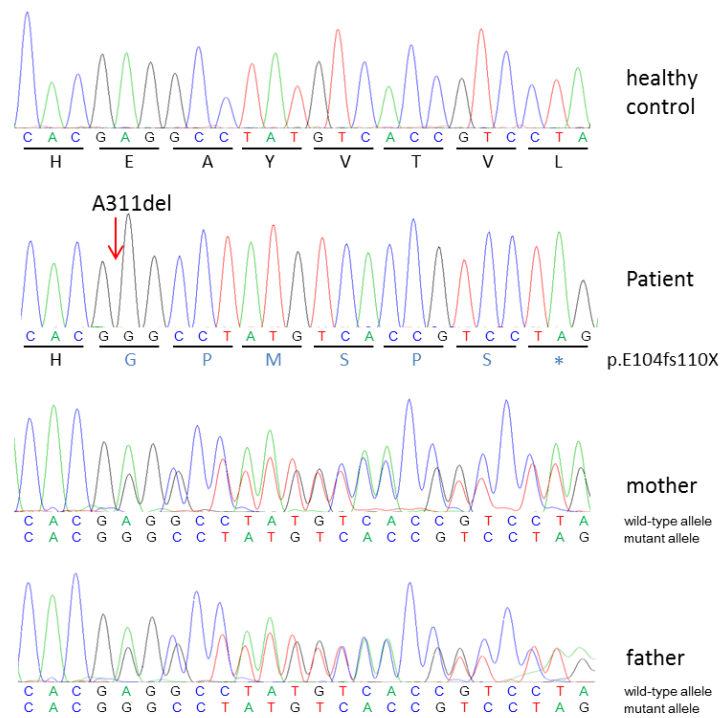 healthy
control
C A C G A G G C C T A T G T C A C C G T C C T A
H E A Y V T V L
A311del
Patient
C A C G G G C C T A T G T C A C C G T C C T A G
H G P M S P S * p.E104fs110X
mother
C A C G A G G C C T A T G T C A C C G T C C T A wild-type allele
C A C G G G C C T A T G T C A C C G T C C T A G mutant allele
father
C A C G A G G C C T A T G T C A C C G T C C T A wild-type allele
C A C G G G C C T A T G T C A C C G T C C T A G mutant allele